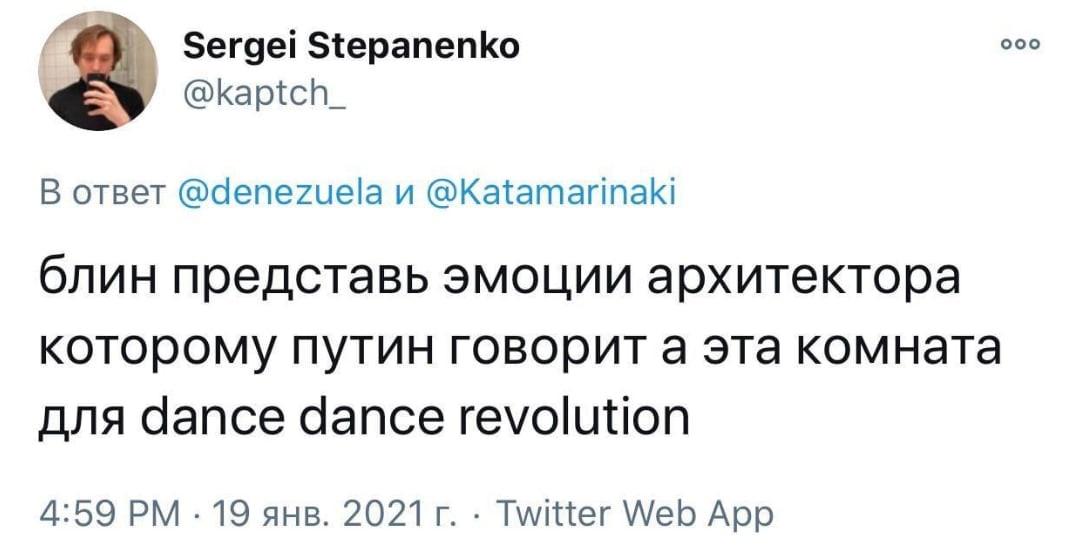 Sergei Stepanenko
@kaptch_
В ответ @denezuela и @Katamarinaki
блин представь эмоции архитектора
которому путин говорит а эта комната
для dance dance revolution
4:59 PM · 19 янв. 2021 г. · Twitter Web App